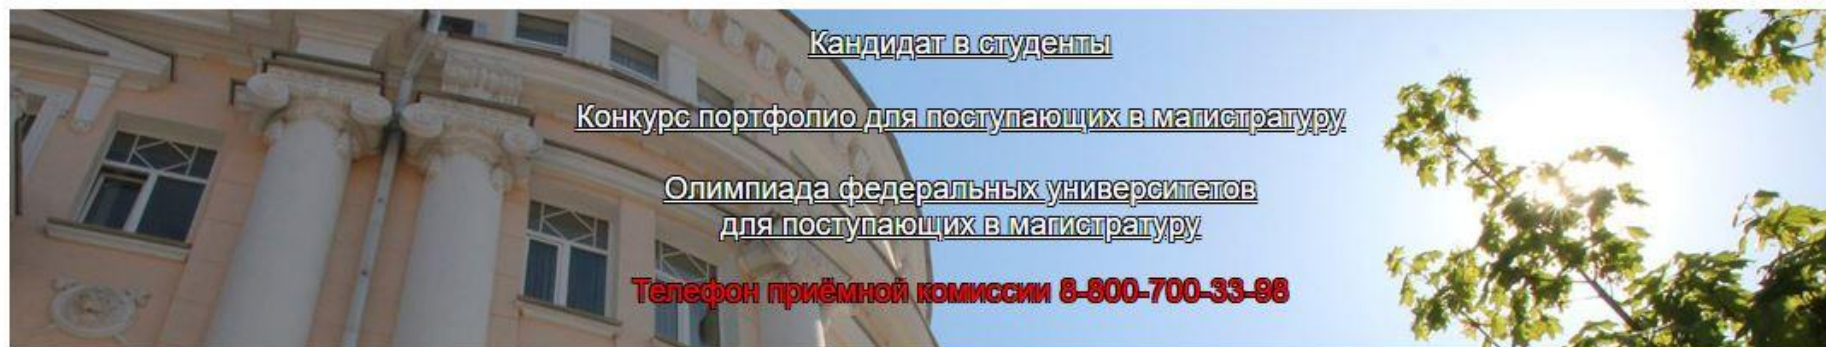 Кандидат в студенты
Конкурс портфолио для поступающих в магистратуру
Олимпиада федеральных университетов
для поступающих в магистратуру
Телефон приёмной комиссии 8-800-700-33-98